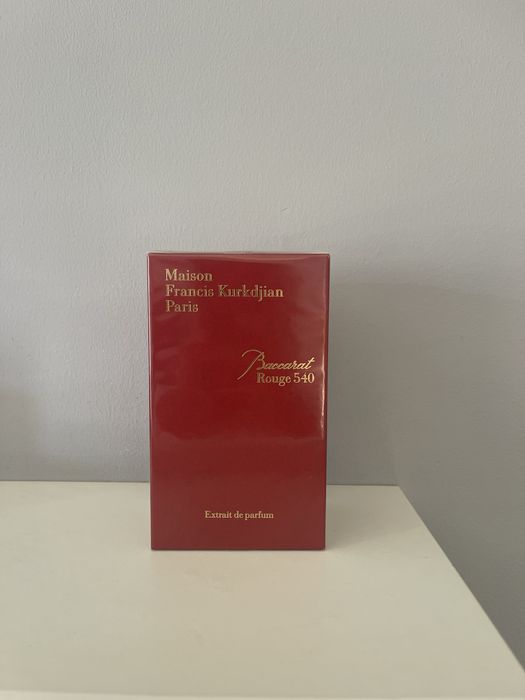 Maison
Francis Kurkdjian
Paris
Baccarat
Rouge 540
Extrait de parfum